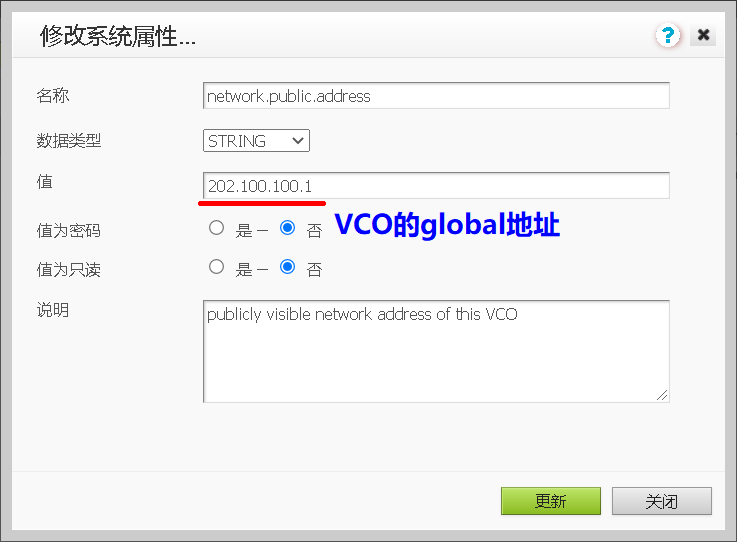 修改系统属性...
?
名称 network.public.address
数据类型 STRING
值 202.100.100.1
值为密码 是 – 否 VCO的global地址
值为只读 是 – 否
说明 publicly visible network address of this VCO
更新 关闭